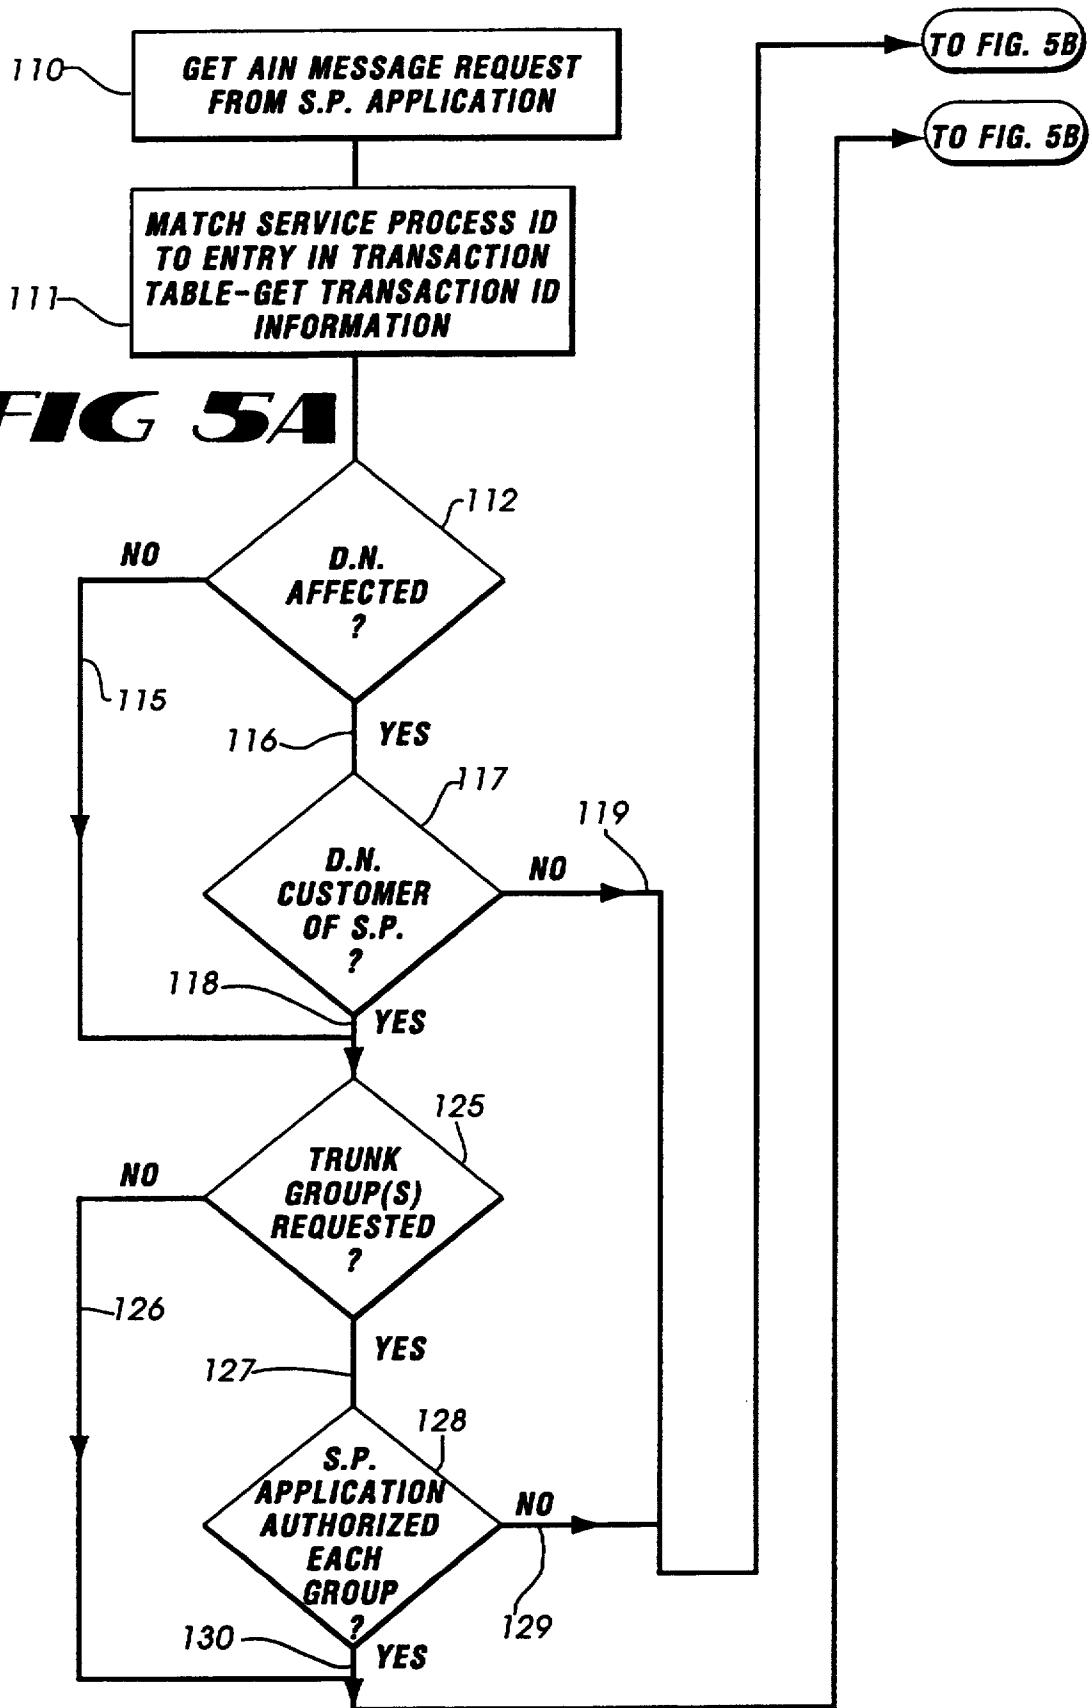 TO FIG. 5B
110
GET AIN MESSAGE REQUEST
FROM S.P. APPLICATION
TO FIG. 5B
MATCH SERVICE PROCESS ID
TO ENTRY IN TRANSACTION
TABLE-GET TRANSACTION ID
INFORMATION
111
FIG 5A
112
NO
D.N.
AFFECTED
?
115
116
YES
117
119
D.N.
CUSTOMER
OF S.P.
?
NO
118
YES
125
NO
TRUNK
GROUP(S)
REQUESTED
?
126
YES
127
128
S.P.
APPLICATION
AUTHORIZED
EACH
GROUP
?
NO
129
130
YES